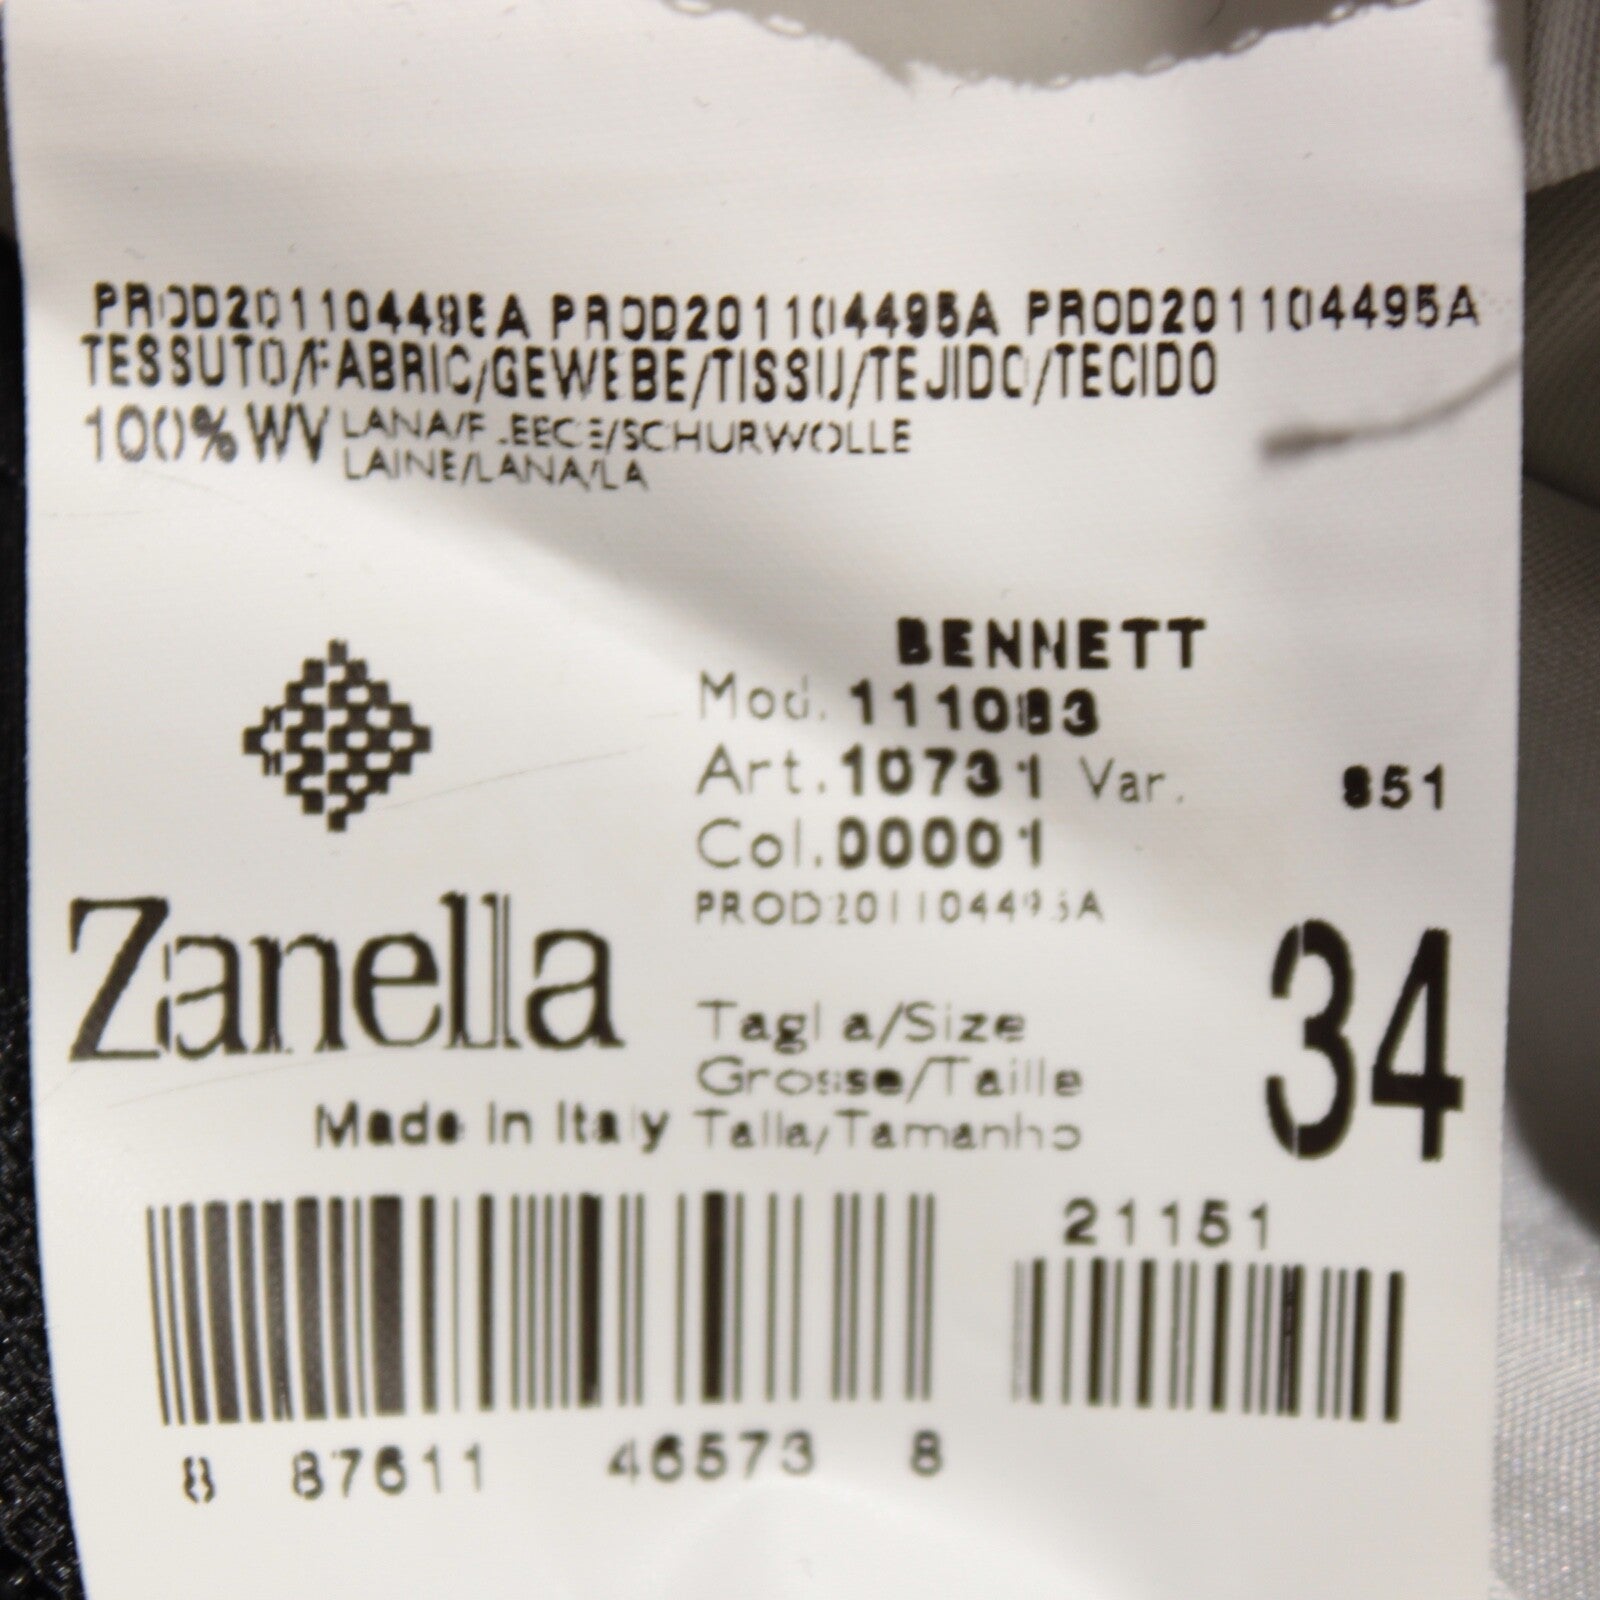 PROD201104495A PROD201104495A PROD201104495A
TESSUTO/FABRIC/GEWEBE/TISSU/TEJIDO/TECIDO
100% WV LANA/FLEECE/SCHURWOLLE
LAINE/LANA/LA
BENNETT
Mod. 111083
Art. 10731 Var. 851
Col. 00001
PROD201104495A
Zanella
Made in Italy
Taglia/Size
Grosse/Taille
Talla/Tamanho
34
21151
8 87611 46573 8